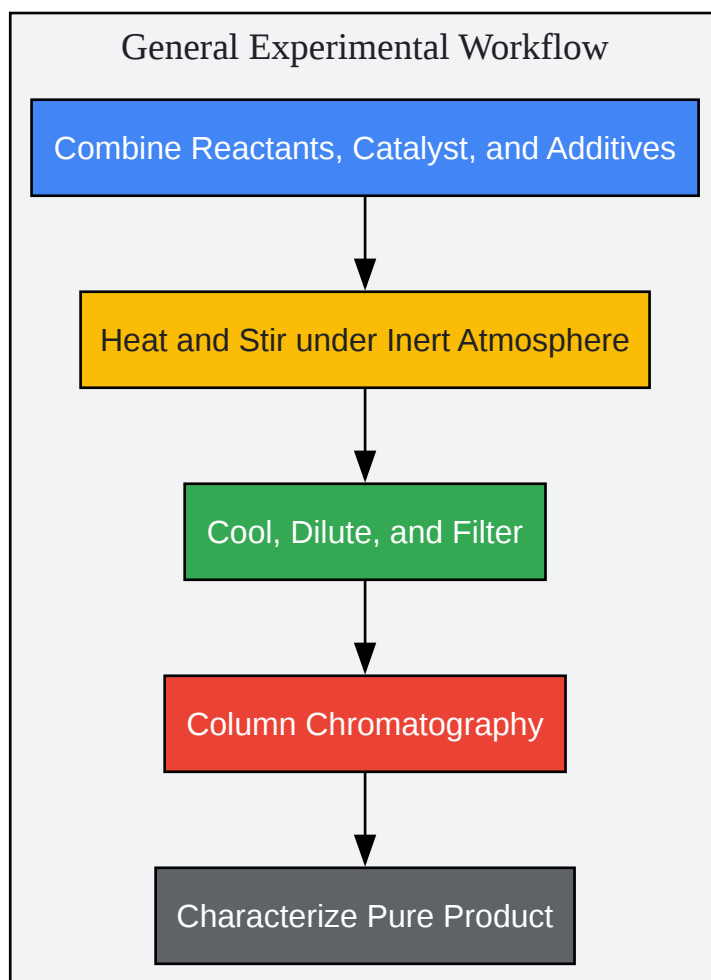 General Experimental Workflow
Combine Reactants, Catalyst, and Additives
Heat and Stir under Inert Atmosphere
Cool, Dilute, and Filter
Column Chromatography
Characterize Pure Product